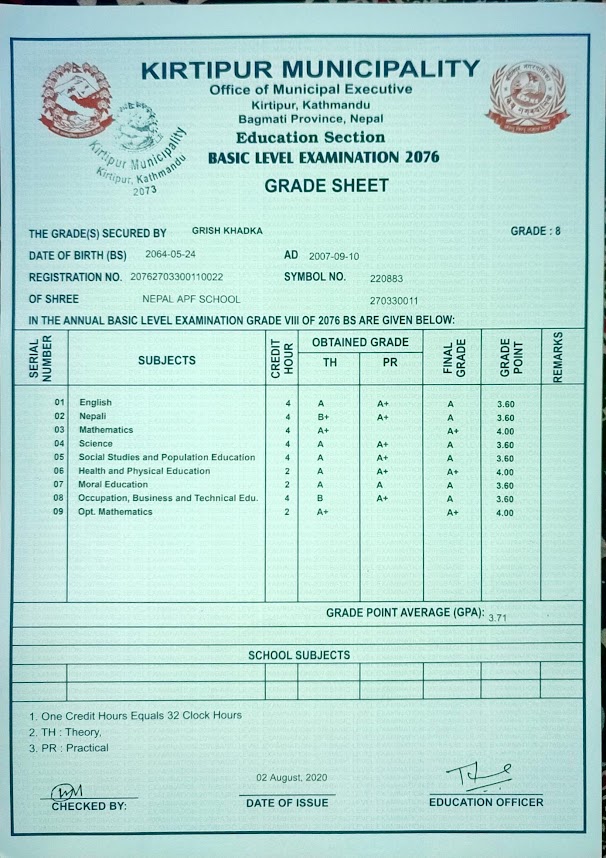 KIRTIPUR MUNICIPALITY
Office of Municipal Executive
Kirtipur, Kathmandu
Bagmati Province, Nepal
Education Section
BASIC LEVEL EXAMINATION 2076
GRADE SHEET
Kirtipur Municipality
Kirtipur, Kathmandu
2073
THE GRADE(S) SECURED BY GRISH KHADKA GRADE : 8
DATE OF BIRTH (BS) 2064-05-24 AD 2007-09-10
REGISTRATION NO. 20762703300110022 SYMBOL NO. 220883
OF SHREE NEPAL APF SCHOOL 270330011
IN THE ANNUAL BASIC LEVEL EXAMINATION GRADE VIII OF 2076 BS ARE GIVEN BELOW:
SERIAL NUMBER SUBJECTS CREDIT HOUR OBTAINED GRADE FINAL GRADE GRADE POINT REMARKS
TH PR
01 English 4 A A+ A 3.60
02 Nepali 4 B+ A+ A 3.60
03 Mathematics 4 A+ A+ 4.00
04 Science 4 A A+ A 3.60
05 Social Studies and Population Education 4 A A+ A 3.60
06 Health and Physical Education 2 A A+ A+ 4.00
07 Moral Education 2 A A A 3.60
08 Occupation, Business and Technical Edu. 4 B A+ A 3.60
09 Opt. Mathematics 2 A+ A+ 4.00
GRADE POINT AVERAGE (GPA): 3.71
SCHOOL SUBJECTS
1. One Credit Hours Equals 32 Clock Hours
2. TH : Theory,
3. PR : Practical
02 August, 2020
CHECKED BY: DATE OF ISSUE EDUCATION OFFICER